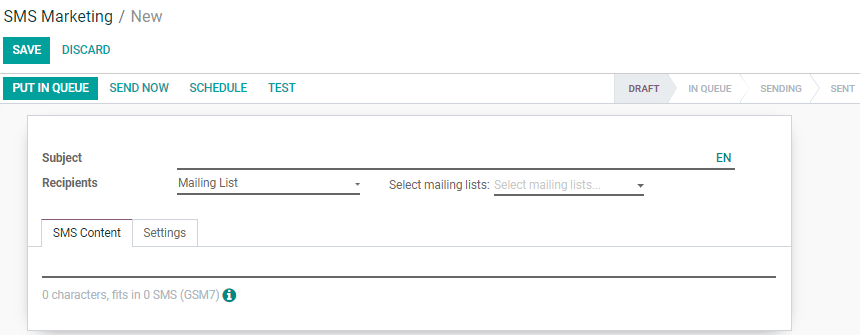 SMS Marketing / New
SAVE DISCARD
PUT IN QUEUE SEND NOW SCHEDULE TEST DRAFT IN QUEUE SENDING SENT
Subject EN
Recipients Mailing List Select mailing lists: Select mailing lists...
SMS Content Settings
0 characters, fits in 0 SMS (GSM7)